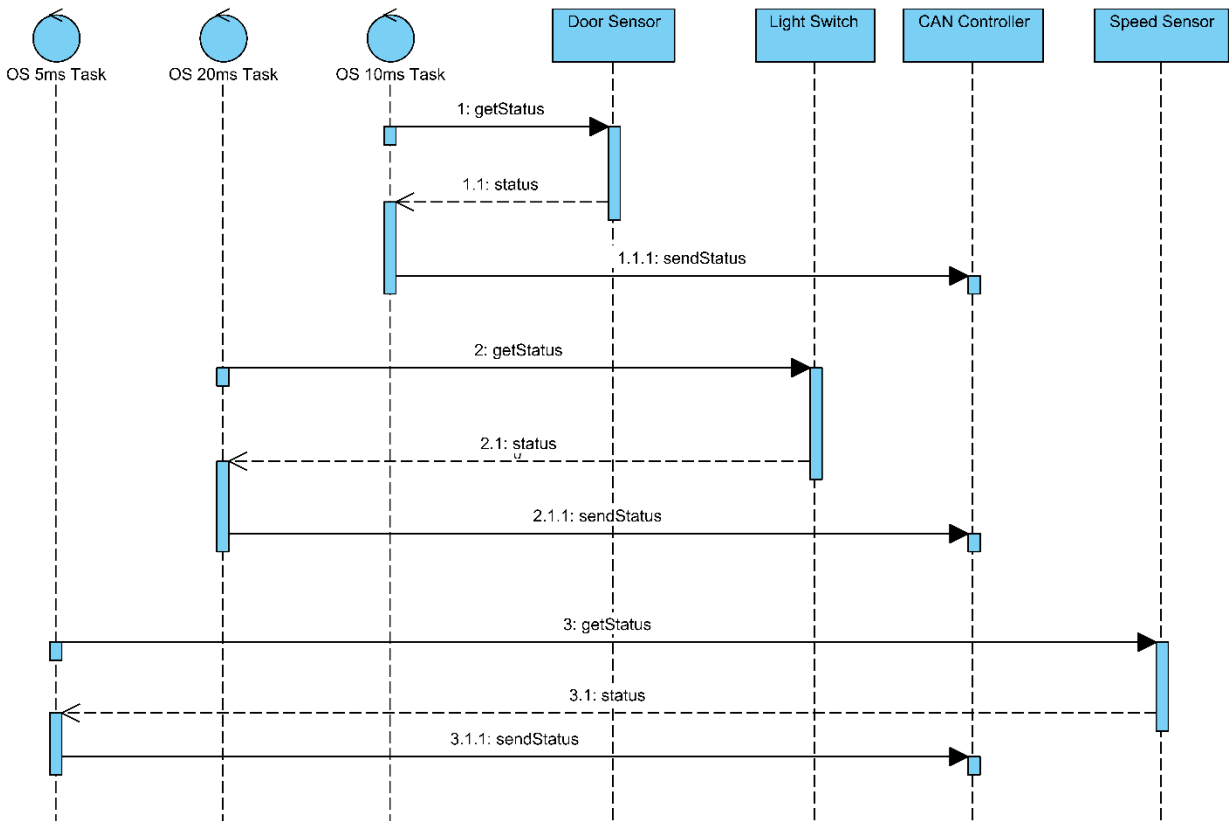 Door Sensor
Light Switch
CAN Controller
Speed Sensor
OS 5ms Task
OS 20ms Task
OS 10ms Task
1: getStatus
1.1: status
1.1.1: sendStatus
2: getStatus
2.1: status
2.1.1: sendStatus
3: getStatus
3.1: status
3.1.1: sendStatus